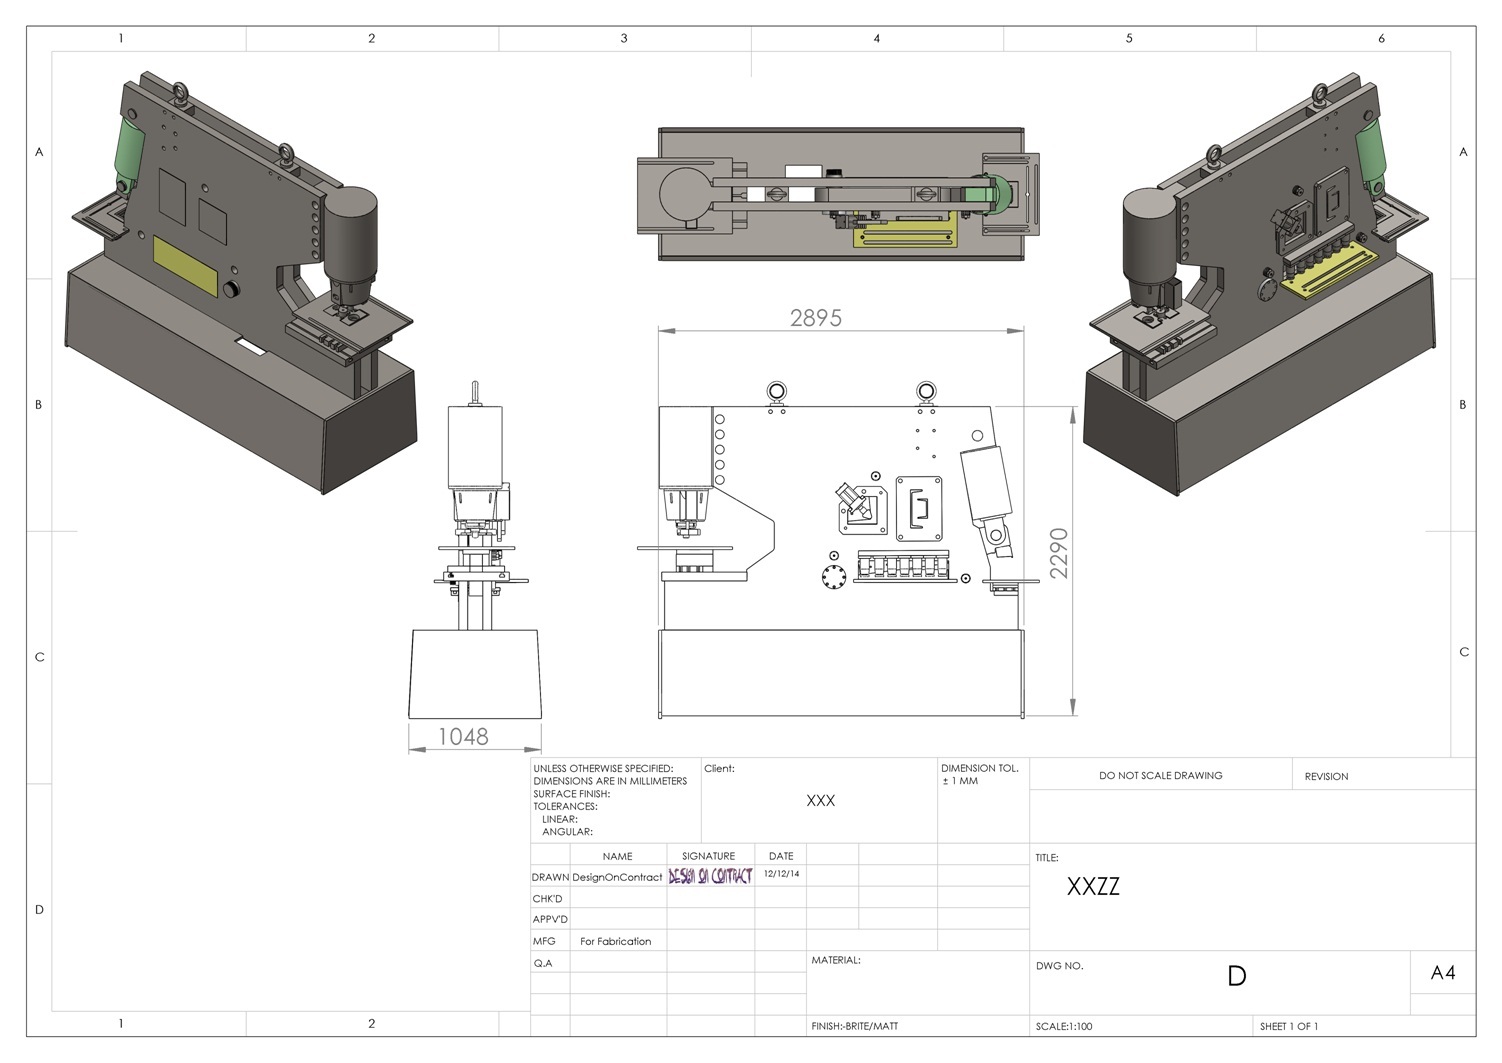 1 2 3 4 5 6
A A
2895
B B
2290
C C
1048
UNLESS OTHERWISE SPECIFIED:
DIMENSIONS ARE IN MILLIMETERS
SURFACE FINISH:
TOLERANCES:
LINEAR:
ANGULAR:
Client:
XXX
DIMENSION TOL.
± 1 MM
DO NOT SCALE DRAWING
REVISION
NAME SIGNATURE DATE
DRAWN DesignOnContract DESIGN ON CONTRACT 12/12/14
CHK'D
APPV'D
MFG For Fabrication
Q.A
TITLE:
XXZZ
D
MATERIAL:
DWG NO.
D
A4
FINISH:-BRITE/MATT
SCALE:1:100
SHEET 1 OF 1
1 2